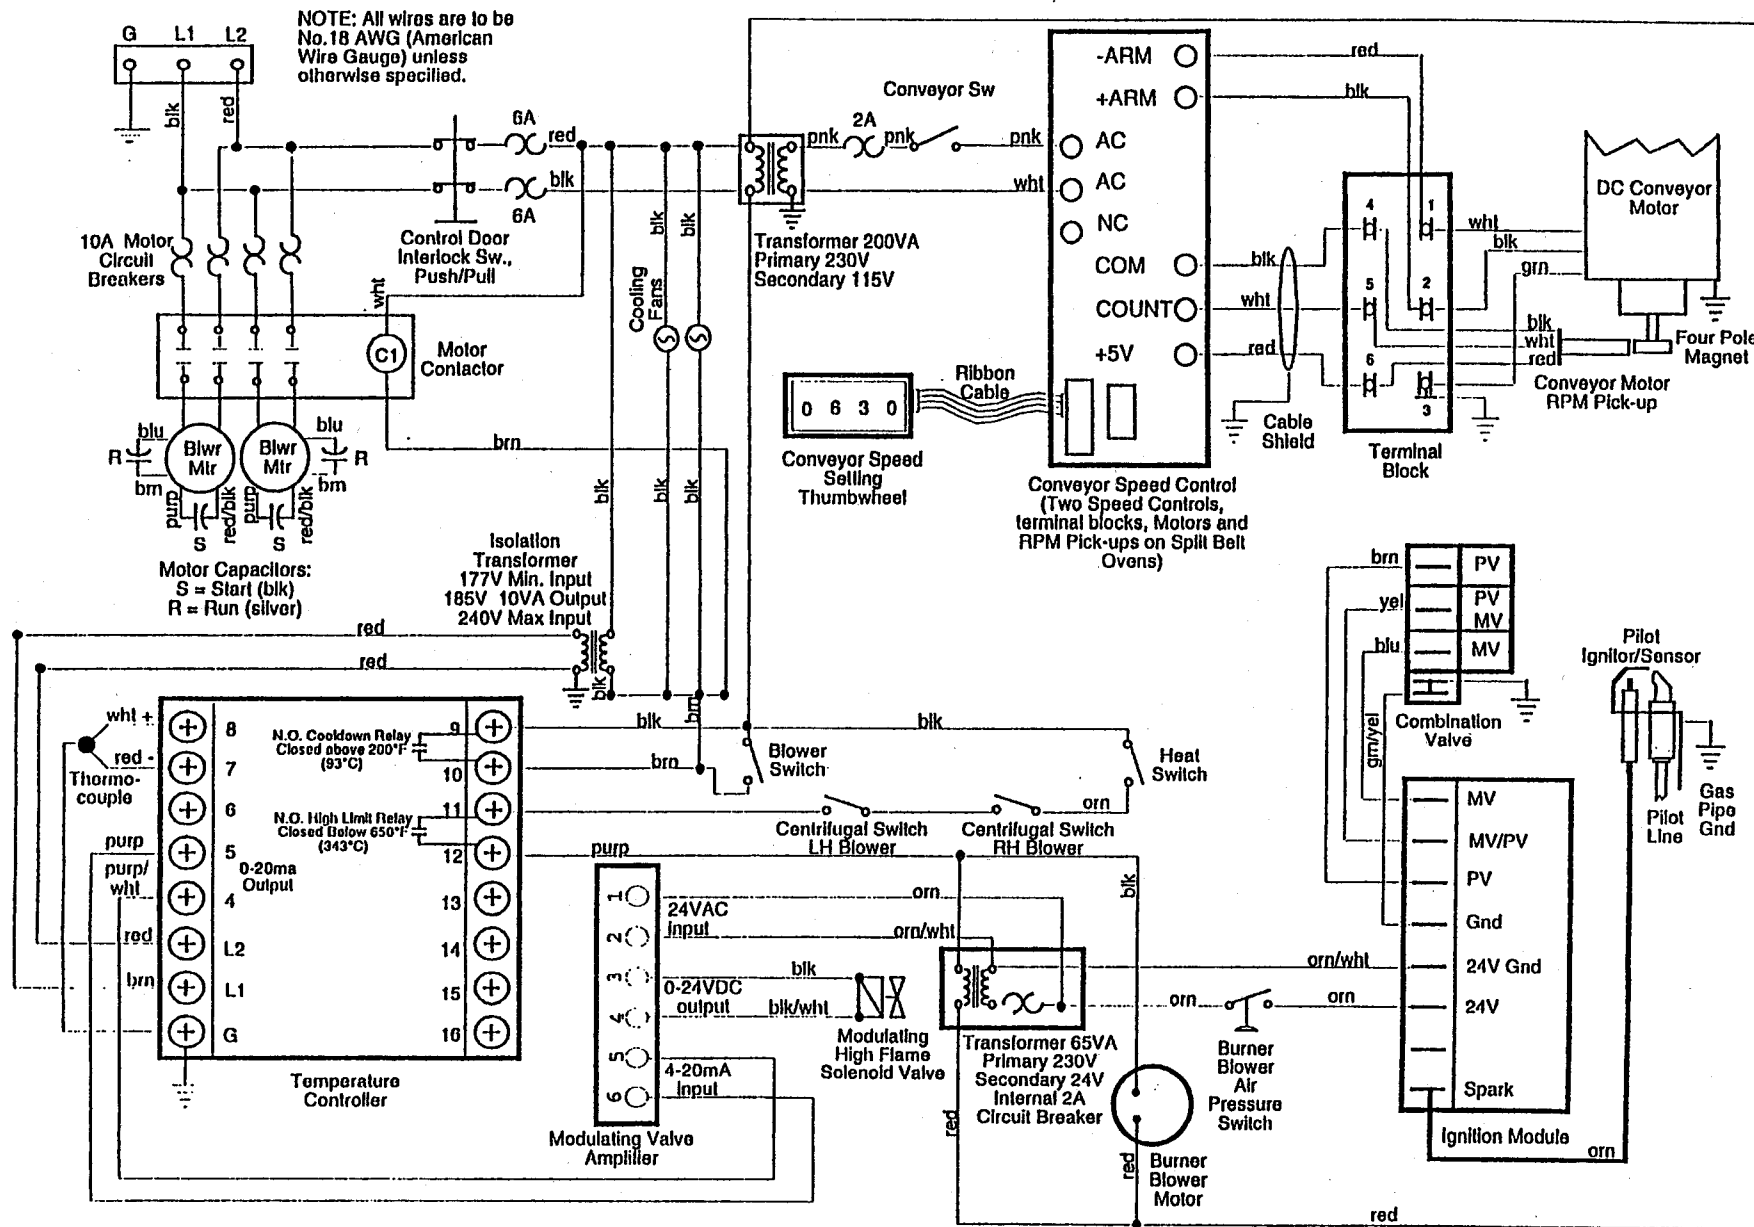 NOTE: All wires are to be
No.18 AWG (American
Wire Gauge) unless
otherwise specified.
G L1 L2
blk
red
6A
red
blk
6A
10A Motor
Circuit
Breakers
Control Door
Interlock Sw.,
Push/Pull
wht
C1
Motor
Contactor
brn
blu
R
brn
Blwr
Mtr
Blwr
Mtr
blu
R
brn
purp
S
red/blk
purp
S
red/blk
Motor Capacitors:
S = Start (blk)
R = Run (silver)
blk
blk
Cooling
Fans
blk
blk
blk
Transformer 200VA
Primary 230V
Secondary 115V
pnk
2A
pnk
Conveyor Sw
pnk
wht
-ARM
+ARM
AC
AC
NC
COM
COUNT
+5V
red
blk
blk
wht
red
0 6 3 0
Ribbon
Cable
Conveyor Speed
Setting
Thumbwheel
Conveyor Speed Control
(Two Speed Controls,
terminal blocks, Motors and
RPM Pick-ups on Split Belt
Ovens)
Cable
Shield
4 1
5 2
6
3
Terminal
Block
wht
blk
grn
blk
wht
red
DC Conveyor
Motor
Four Pole
Magnet
Conveyor Motor
RPM Pick-up
Isolation
Transformer
177V Min. Input
185V 10VA Output
240V Max Input
red
red
blk
brn
wht +
red -
Thermo-
couple
purp
purp/
wht
red
brn
8
7
6
5
4
L2
L1
G
0-20ma
Output
N.O. Cooldown Relay
Closed above 200°F
(93°C)
N.O. High Limit Relay
Closed Below 650°F
(343°C)
9
10
11
12
13
14
15
16
Temperature
Controller
blk
blk
brn
Blower
Switch
Heat
Switch
orn
Centrifugal Switch
LH Blower
Centrifugal Switch
RH Blower
purp
blk
1
2
3
4
5
6
24VAC
input
0-24VDC
output
4-20mA
input
orn
orn/wht
blk
blk/wht
Modulating Valve
Amplifier
Modulating
High Flame
Solenoid Valve
Transformer 65VA
Primary 230V
Secondary 24V
Internal 2A
Circuit Breaker
red
red
Burner
Blower
Motor
red
orn/wht
orn
orn
Burner
Blower
Air
Pressure
Switch
brn
yel
blu
grn/yel
PV
PV
MV
MV
Combination
Valve
MV
MV/PV
PV
Gnd
24V Gnd
24V
Spark
Ignition Module
orn
Pilot
Ignitor/Sensor
Pilot
Line
Gas
Pipe
Gnd